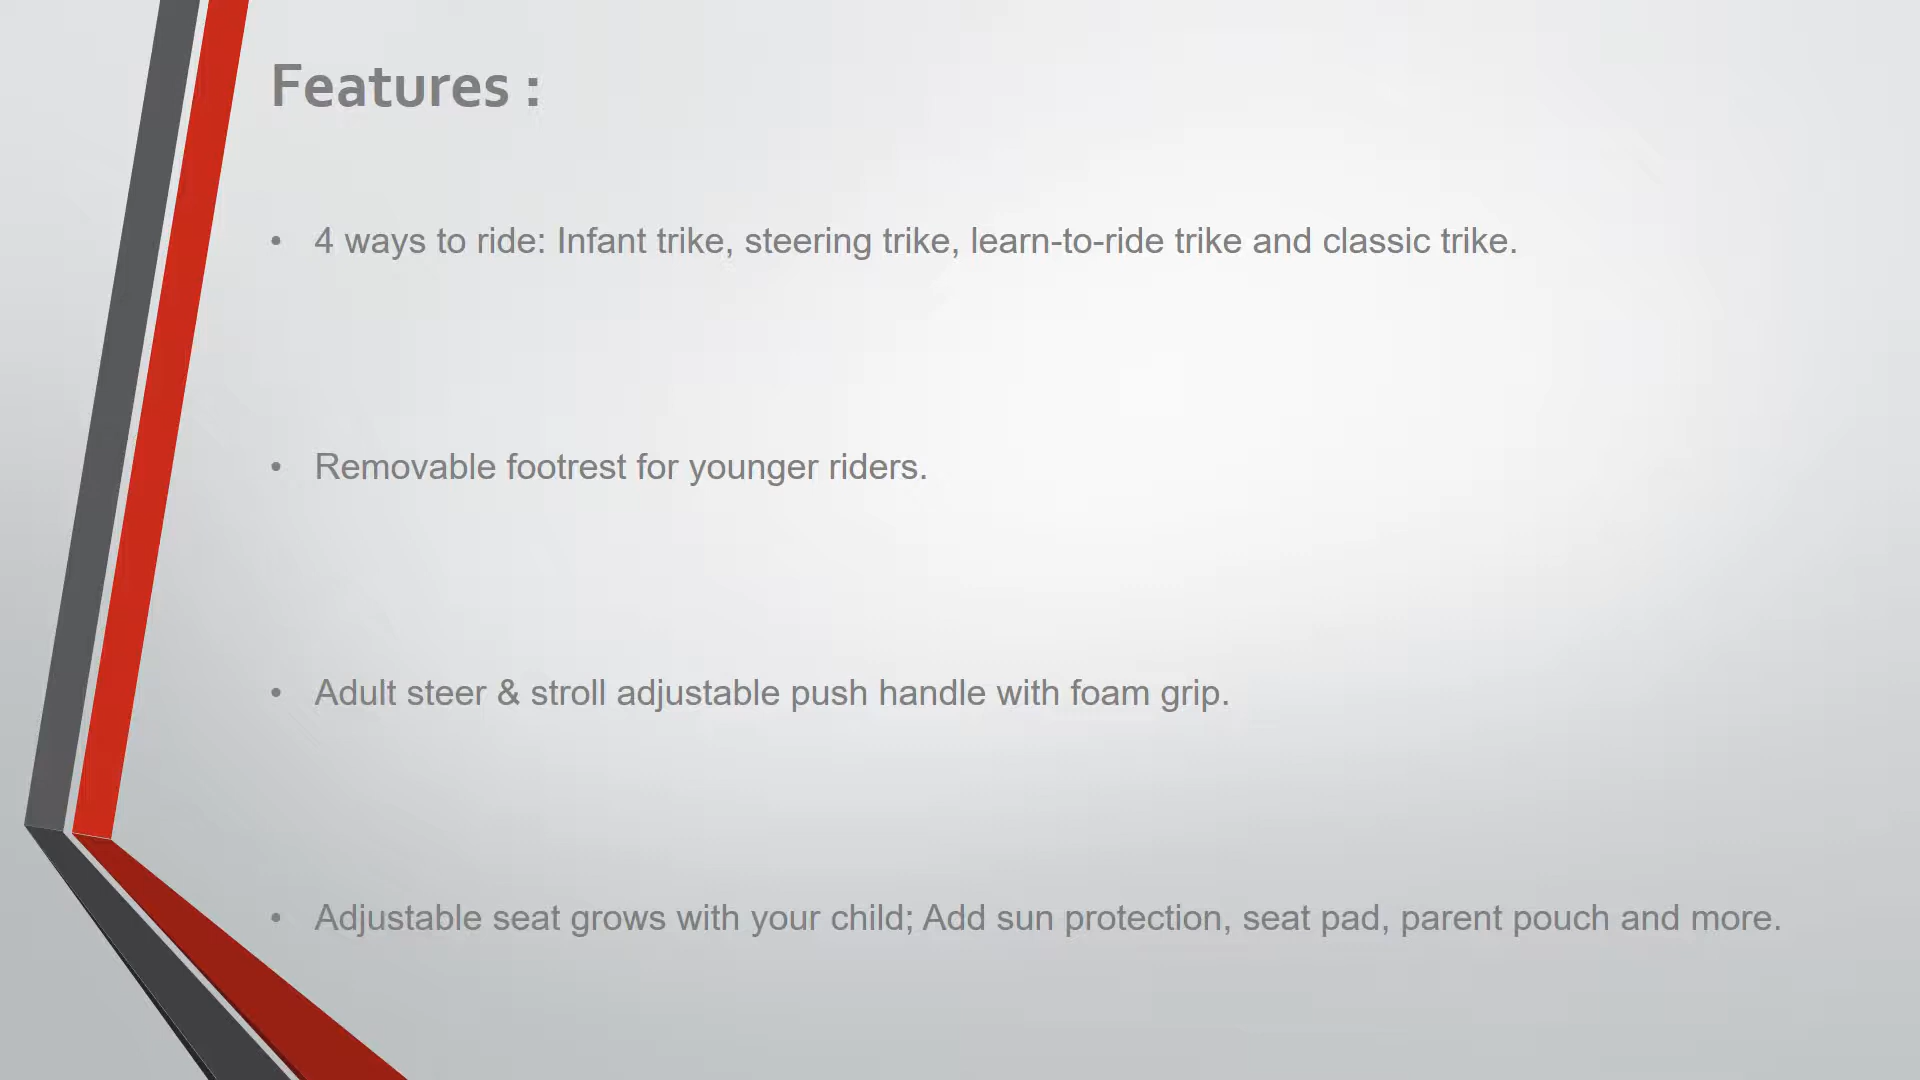 Features :
• 4 ways to ride: Infant trike, steering trike, learn-to-ride trike and classic trike.
• Removable footrest for younger riders.
• Adult steer & stroll adjustable push handle with foam grip.
• Adjustable seat grows with your child; Add sun protection, seat pad, parent pouch and more.